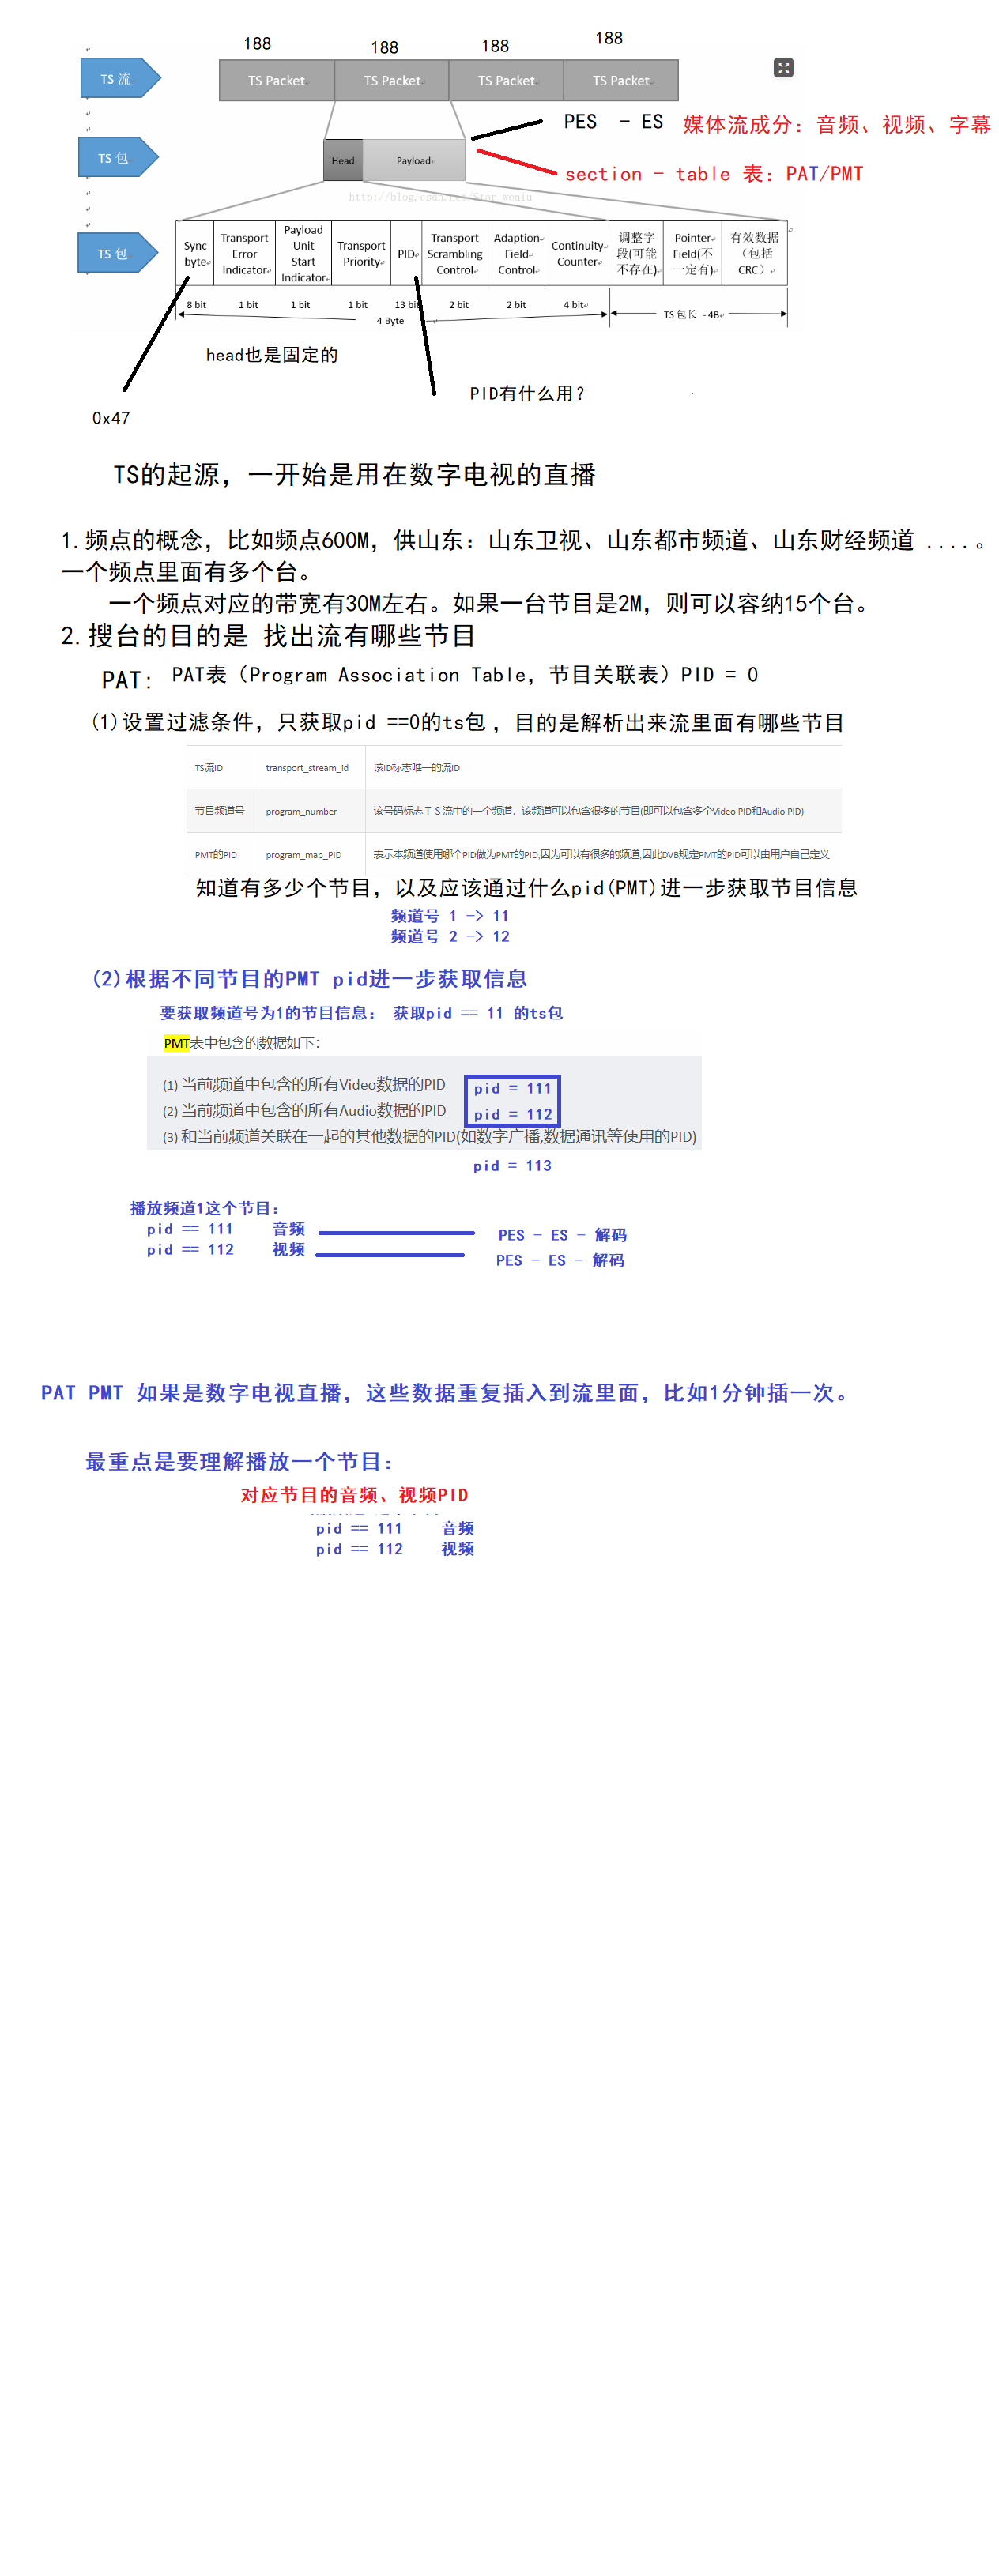 188 188 188 188
TS 流
TS Packet TS Packet TS Packet TS Packet
PES - ES 媒体流成分：音频、视频、字幕
TS 包
Head Payload
section - table 表：PAT/PMT
http://blog.csdn.net/Star_woniu
TS 包
Sync byte
Transport Error Indicator
Payload Unit Start Indicator
Transport Priority
PID
Transport Scrambling Control
Adaption Field Control
Continuity Counter
调整字段(可能不存在)
Pointer Field(不一定有)
有效数据（包括CRC）
8 bit 1 bit 1 bit 1 bit 13 bit 2 bit 2 bit 4 bit
4 Byte
TS 包长 -4B
head也是固定的
PID有什么用？
0x47
TS的起源，一开始是用在数字电视的直播
1.频点的概念，比如频点600M，供山东：山东卫视、山东都市频道、山东财经频道 ....。
一个频点里面有多个台。
一个频点对应的带宽有30M左右。如果一台节目是2M，则可以容纳15个台。
2.搜台的目的是 找出流有哪些节目
PAT: PAT表（Program Association Table，节目关联表）PID = 0
(1)设置过滤条件，只获取pid ==0的ts包 ，目的是解析出来流里面有哪些节目
TS流ID transport_stream_id 该ID标志唯一的流ID
节目频道号 program_number 该号码标志ＴＳ流中的一个频道，该频道可以包含很多的节目(即可以包含多个Video PID和Audio PID)
PMT的PID program_map_PID 表示本频道使用哪个PID做为PMT的PID,因为可以有很多的频道,因此DVB规定PMT的PID可以由用户自己定义
知道有多少个节目，以及应该通过什么pid(PMT)进一步获取节目信息
频道号 1 -> 11
频道号 2 -> 12
(2)根据不同节目的PMT pid进一步获取信息
要获取频道号为1的节目信息： 获取pid == 11 的ts包
PMT表中包含的数据如下：
(1) 当前频道中包含的所有Video数据的PID pid = 111
(2) 当前频道中包含的所有Audio数据的PID pid = 112
(3) 和当前频道关联在一起的其他数据的PID(如数字广播,数据通讯等使用的PID)
pid = 113
播放频道1这个节目：
pid == 111 音频 PES - ES - 解码
pid == 112 视频 PES - ES - 解码
PAT PMT 如果是数字电视直播，这些数据重复插入到流里面，比如1分钟插一次。
最重点是要理解播放一个节目：
对应节目的音频、视频PID
pid == 111 音频
pid == 112 视频